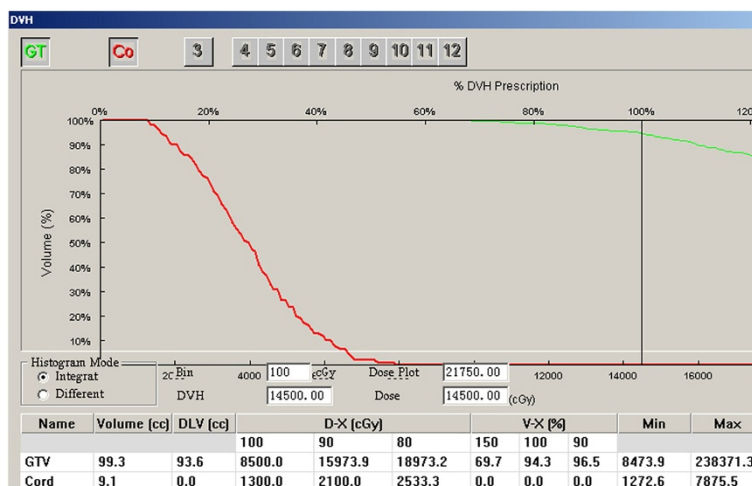 DVH
GT Co 3 4 5 6 7 8 9 10 11 12
% DVH Prescription
0% 20% 40% 60% 80% 100%
100%
90%
80%
70%
60%
50%
40%
30%
20%
10%
Volume (%)
4000 12000 14000 16000
(cGy)
Histogram Mode
Integrat
Different
Bin 100 cGy Dose Plot 21750.00
DVH 14500.00 Dose 14500.00
Name Volume (cc) DLV (cc) D-X (cGy) V-X (%) Min Max
100 90 80 150 100 90
GTV 99.3 93.6 8500.0 15973.9 18973.2 69.7 94.3 96.5 8473.9 238371.3
Cord 9.1 0.0 1300.0 2100.0 2533.3 0.0 0.0 0.0 1272.6 7875.5